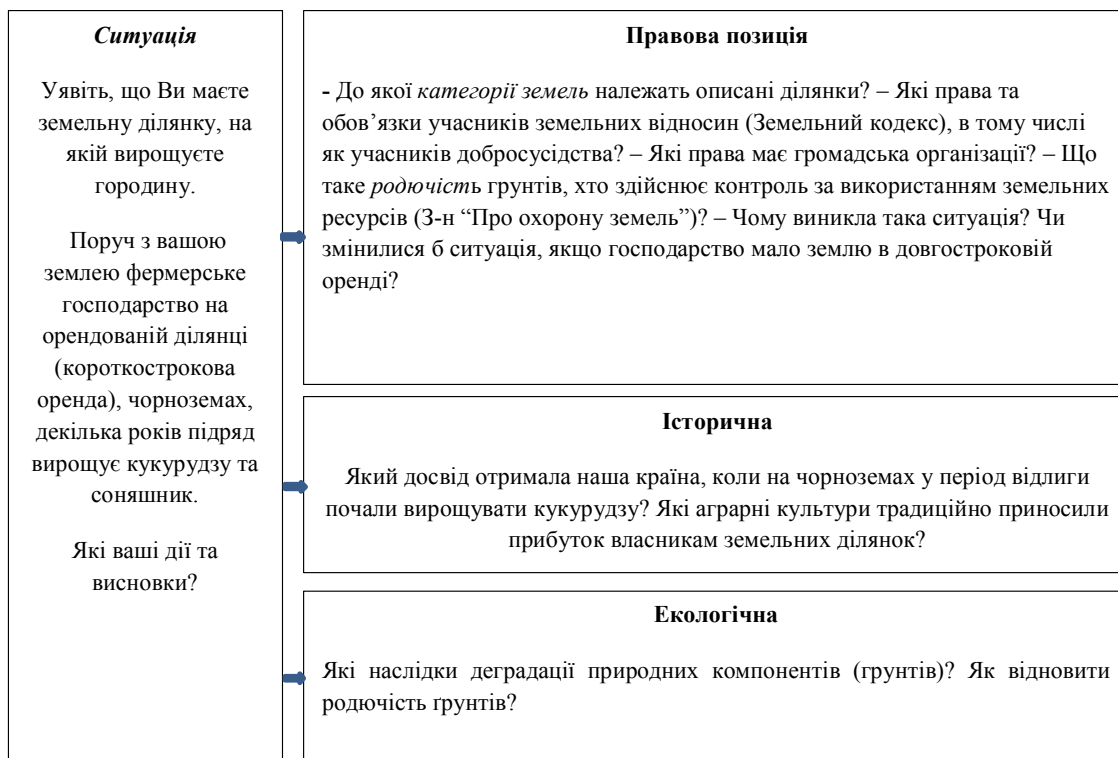 Ситуація
Уявіть, що Ви маєте
земельну ділянку, на
якій вирощуєте
городину.
Поруч з вашою
землею фермерське
господарство на
орендованій ділянці
(короткострокова
оренда), чорноземах,
декілька років підряд
вирощує кукурудзу та
соняшник.
Які ваші дії та
висновки?
Правова позиція
- До якої категорії земель належать описані ділянки? – Які права та
обов’язки учасників земельних відносин (Земельний кодекс), в тому числі
як учасників добросусідства? – Які права має громадська організації? – Що
таке родючість грунтів, хто здійснює контроль за використанням земельних
ресурсів (З-н “Про охорону земель”)? – Чому виникла така ситуація? Чи
змінилися б ситуація, якщо господарство мало землю в довгостроковій
оренді?
Історична
Який досвід отримала наша країна, коли на чорноземах у період відлиги
почали вирощувати кукурудзу? Які аграрні культури традиційно приносили
прибуток власникам земельних ділянок?
Екологічна
Які наслідки деградації природних компонентів (грунтів)? Як відновити
родючість ґрунтів?